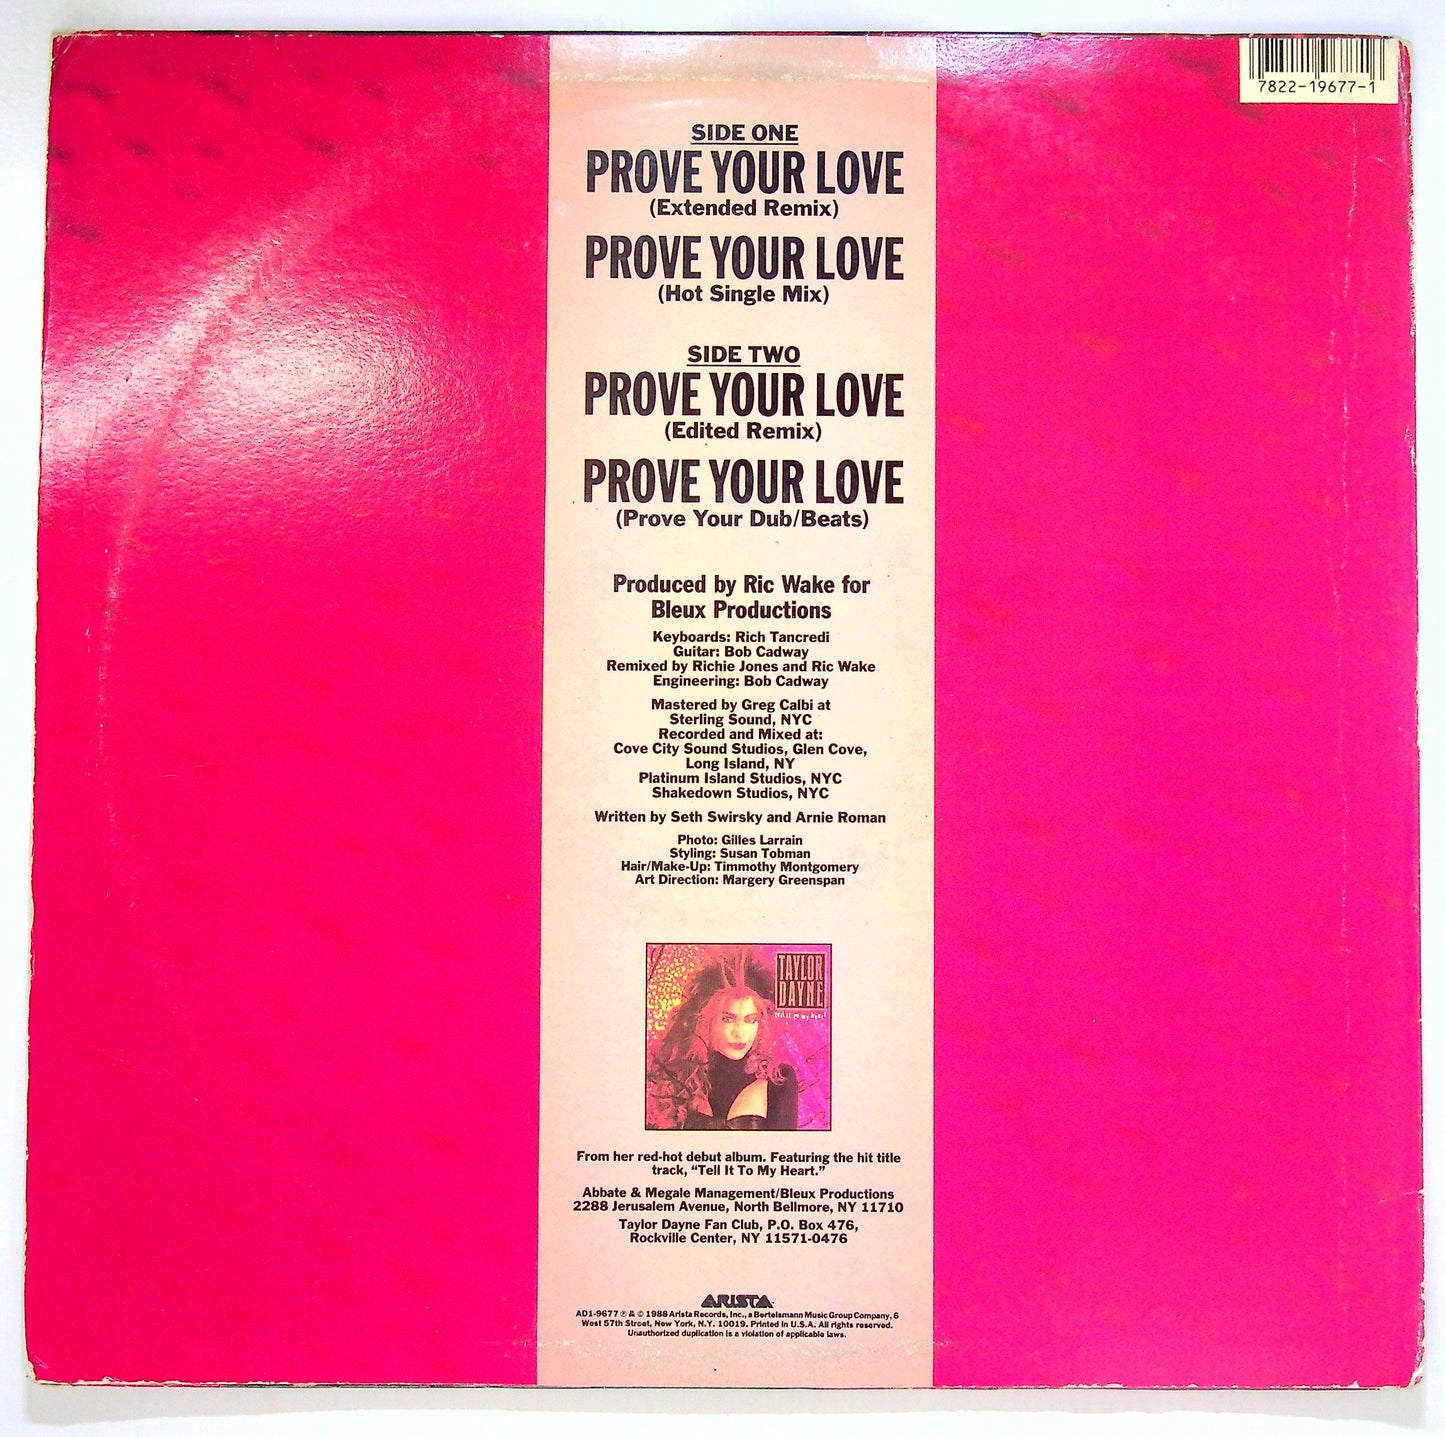 7822-19677-1
SIDE ONE
PROVE YOUR LOVE
(Extended Remix)
PROVE YOUR LOVE
(Hot Single Mix)
SIDE TWO
PROVE YOUR LOVE
(Edited Remix)
PROVE YOUR LOVE
(Prove Your Dub/Beats)
Produced by Ric Wake for
Bleux Productions
Keyboards: Rich Tancredi
Guitar: Bob Cadway
Remixed by Richie Jones and Ric Wake
Engineering: Bob Cadway
Mastered by Greg Calbi at
Sterling Sound, NYC
Recorded and Mixed at:
Cove City Sound Studios, Glen Cove,
Long Island, NY
Platinum Island Studios, NYC
Shakedown Studios, NYC
Written by Seth Swirsky and Arnie Roman
Photo: Gilles Larrain
Styling: Susan Tobman
Hair/Make-Up: Timmothy Montgomery
Art Direction: Margery Greenspan
TAYLOR
DAYNE
tell it to my heart
From her red-hot debut album. Featuring the hit title
track, “Tell It To My Heart.”
Abbate & Megale Management/Bleux Productions
2288 Jerusalem Avenue, North Bellmore, NY 11710
Taylor Dayne Fan Club, P.O. Box 476,
Rockville Center, NY 11571-0476
ARISTA
AD1-9677 ℗ & © 1988 Arista Records, Inc., a Bertelsmann Music Group Company, 6
West 57th Street, New York, N.Y. 10019. Printed in U.S.A. All rights reserved.
Unauthorized duplication is a violation of applicable laws.